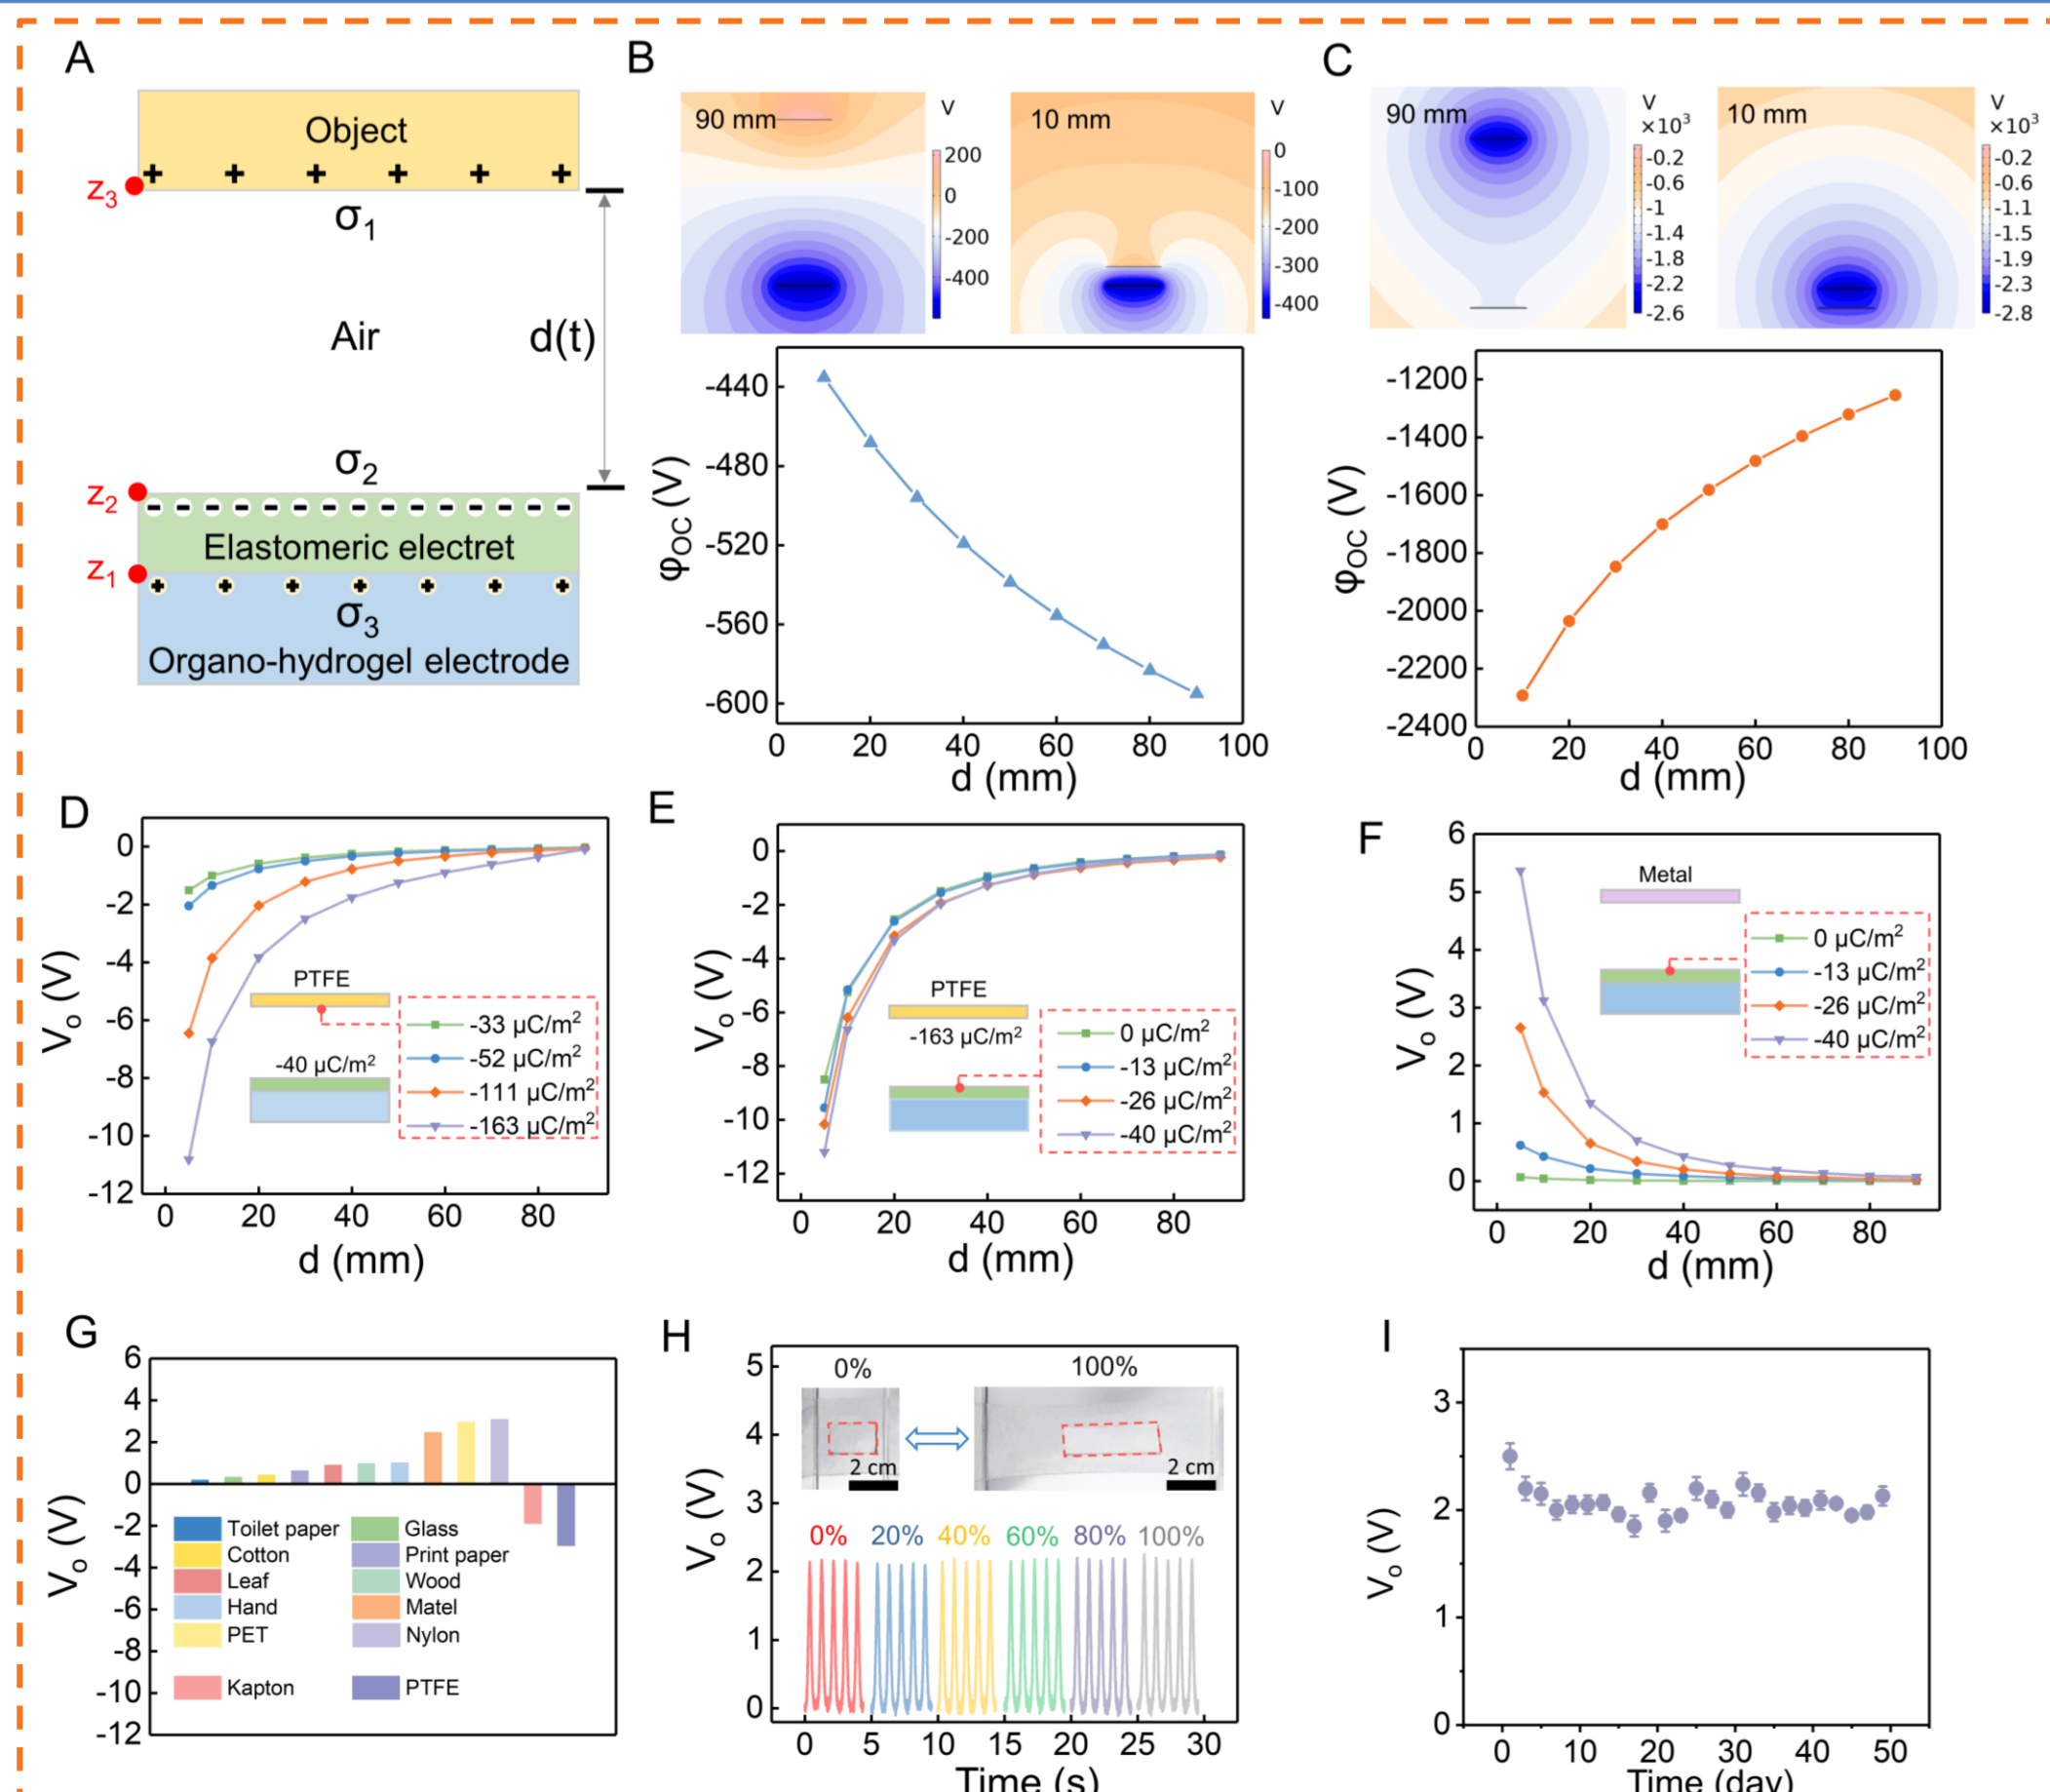 A
Object
+ + + + + +
z3
σ1
Air
d(t)
σ2
z2
- - - - - - - - - - - - - - -
Elastomeric electret
z1
+ + + + + + +
σ3
Organo-hydrogel electrode
B
90 mm
V
200
0
-200
-400
10 mm
V
0
-100
-200
-300
-400
φOC (V)
-440
-480
-520
-560
-600
0 20 40 60 80 100
d (mm)
C
90 mm
V
×10³
-0.2
-0.6
-1
-1.4
-1.8
-2.2
-2.6
10 mm
V
×10³
-0.2
-0.6
-1.1
-1.5
-1.9
-2.3
-2.8
φOC (V)
-1200
-1400
-1600
-1800
-2000
-2200
-2400
0 20 40 60 80 100
d (mm)
D
Vo (V)
0
-2
-4
-6
-8
-10
-12
PTFE
-40 μC/m²
-33 μC/m²
-52 μC/m²
-111 μC/m²
-163 μC/m²
0 20 40 60 80
d (mm)
E
Vo (V)
0
-2
-4
-6
-8
-10
-12
PTFE
-163 μC/m²
0 μC/m²
-13 μC/m²
-26 μC/m²
-40 μC/m²
0 20 40 60 80
d (mm)
F
Vo (V)
6
5
4
3
2
1
0
Metal
0 μC/m²
-13 μC/m²
-26 μC/m²
-40 μC/m²
0 20 40 60 80
d (mm)
G
Vo (V)
6
4
2
0
-2
-4
-6
-8
-10
-12
Toilet paper Glass
Cotton Print paper
Leaf Wood
Hand Matel
PET Nylon
Kapton PTFE
H
Vo (V)
5
4
3
2
1
0
0% 100%
2 cm 2 cm
0% 20% 40% 60% 80% 100%
0 5 10 15 20 25 30
Time (s)
I
Vo (V)
3
2
1
0
0 10 20 30 40 50
Time (day)